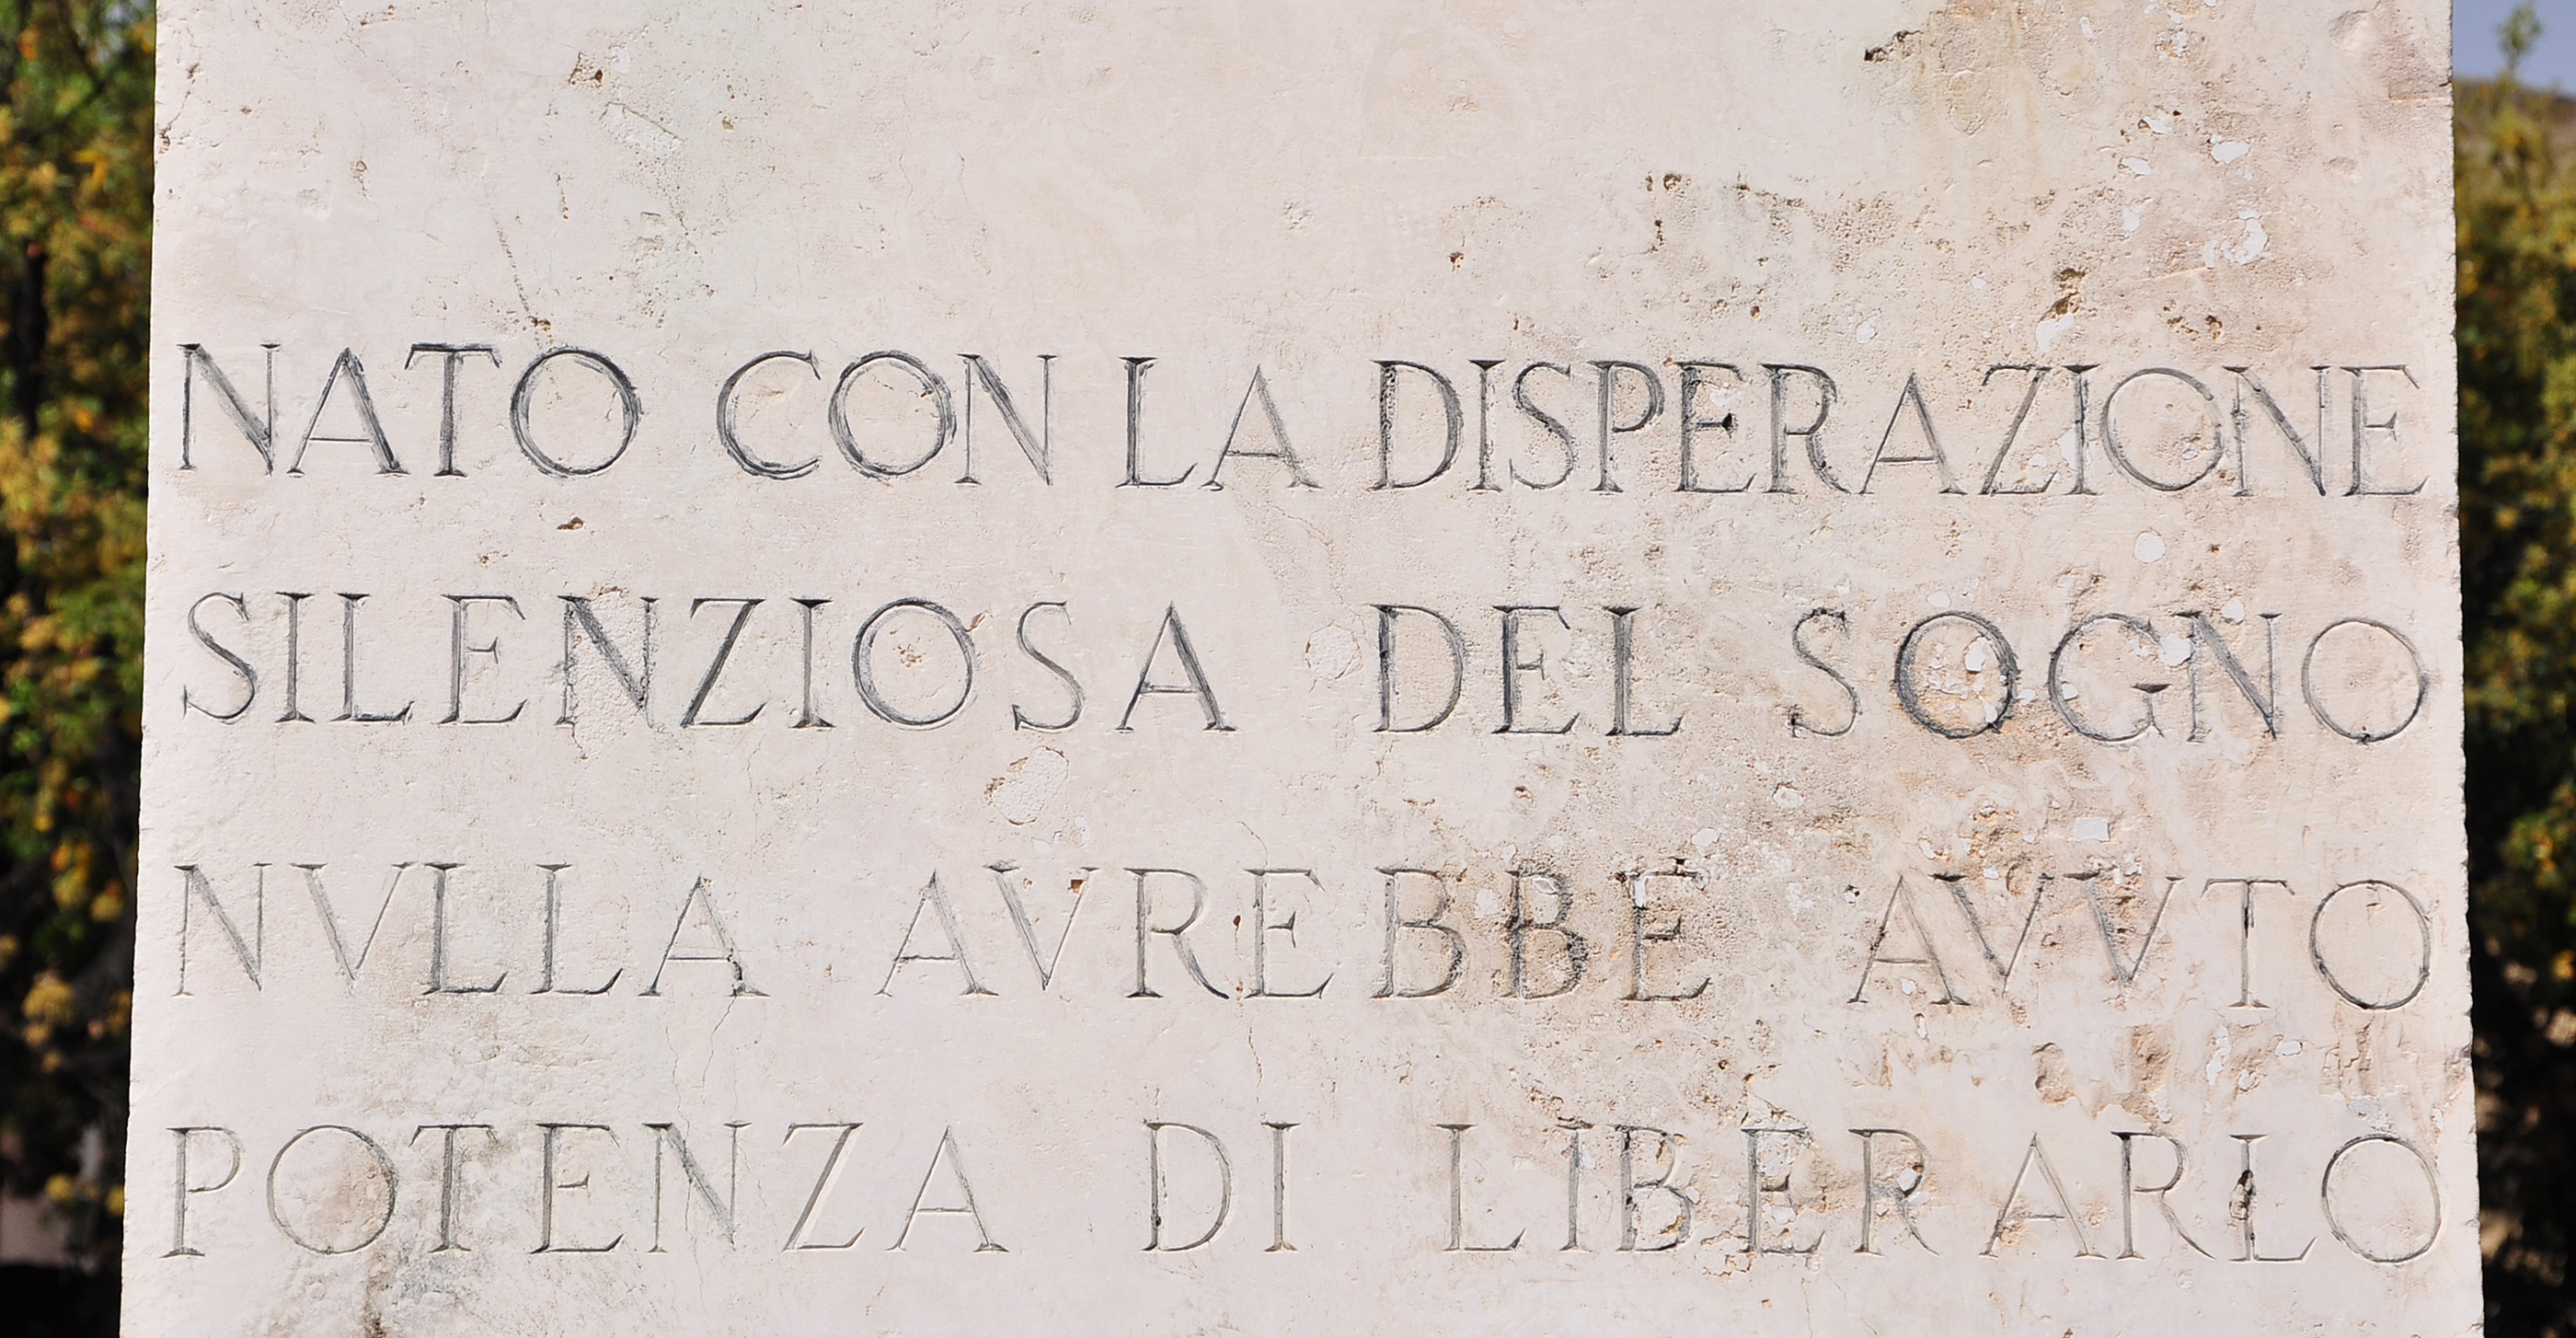 NATO CON LA DISPERAZIONE
SILENZIOSA DEL SOGNO
NVLLA AVREBBE AVVTO
POTENZA DI LIBERARLO